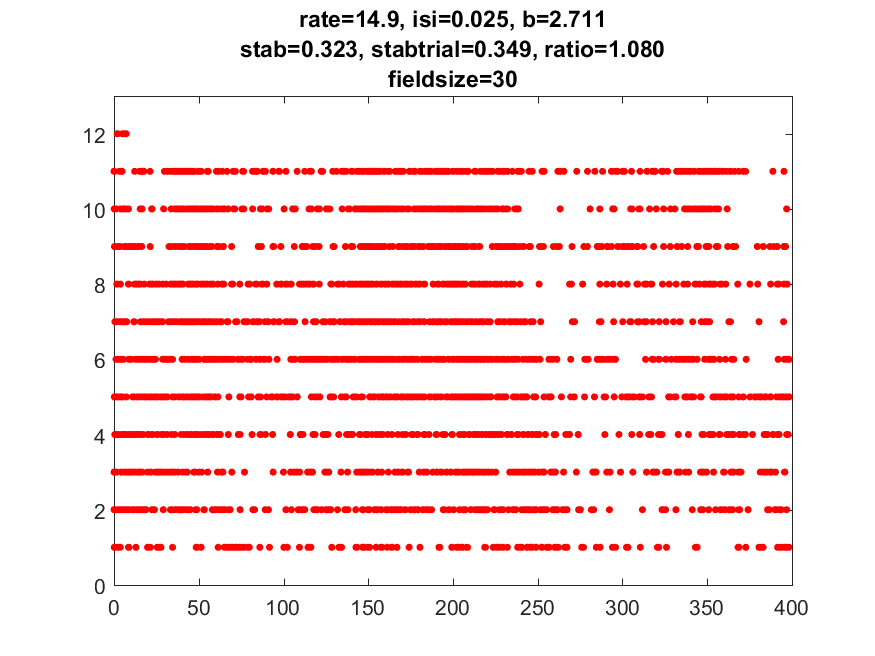 rate=14.9, isi=0.025, b=2.711
stab=0.323, stabtrial=0.349, ratio=1.080
fieldsize=30
12
10
8
6
4
2
0
0 50 100 150 200 250 300 350 400